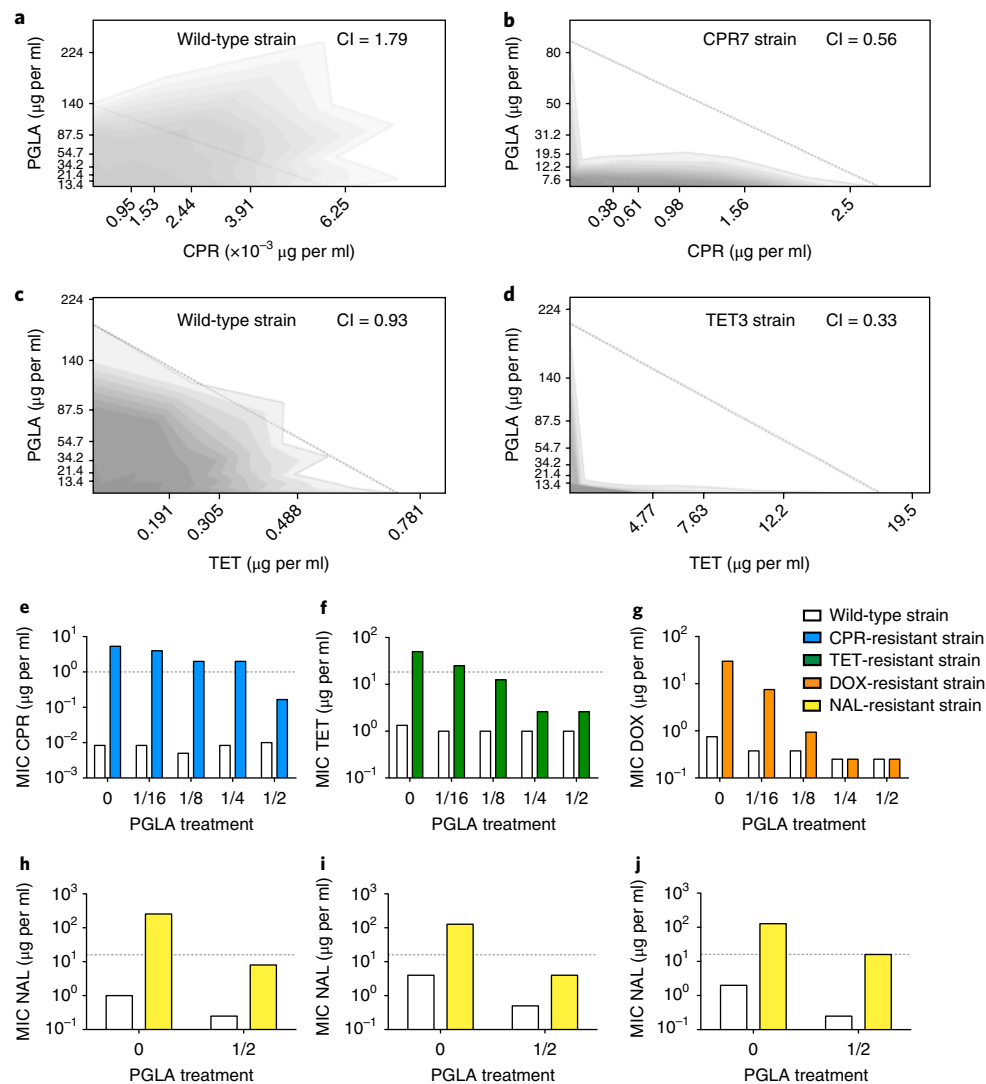 a
Wild-type strain CI = 1.79
PGLA (µg per ml)
224
140
87.5
54.7
34.2
21.4
13.4
0.95 1.53 2.44 3.91 6.25
CPR (×10⁻³ µg per ml)
b
CPR7 strain CI = 0.56
PGLA (µg per ml)
80
50
31.2
19.5
12.2
7.6
0.38 0.61 0.98 1.56 2.5
CPR (µg per ml)
c
Wild-type strain CI = 0.93
PGLA (µg per ml)
224
140
87.5
54.7
34.2
21.4
13.4
0.191 0.305 0.488 0.781
TET (µg per ml)
d
TET3 strain CI = 0.33
PGLA (µg per ml)
224
140
87.5
54.7
34.2
21.4
13.4
4.77 7.63 12.2 19.5
TET (µg per ml)
e
MIC CPR (µg per ml)
10¹
10⁰
10⁻¹
10⁻²
10⁻³
0 1/16 1/8 1/4 1/2
PGLA treatment
f
MIC TET (µg per ml)
10²
10¹
10⁰
10⁻¹
0 1/16 1/8 1/4 1/2
PGLA treatment
g
MIC DOX (µg per ml)
10²
10¹
10⁰
10⁻¹
0 1/16 1/8 1/4 1/2
PGLA treatment
Wild-type strain
CPR-resistant strain
TET-resistant strain
DOX-resistant strain
NAL-resistant strain
h
MIC NAL (µg per ml)
10³
10²
10¹
10⁰
10⁻¹
0 1/2
PGLA treatment
i
MIC NAL (µg per ml)
10³
10²
10¹
10⁰
10⁻¹
0 1/2
PGLA treatment
j
MIC NAL (µg per ml)
10³
10²
10¹
10⁰
10⁻¹
0 1/2
PGLA treatment